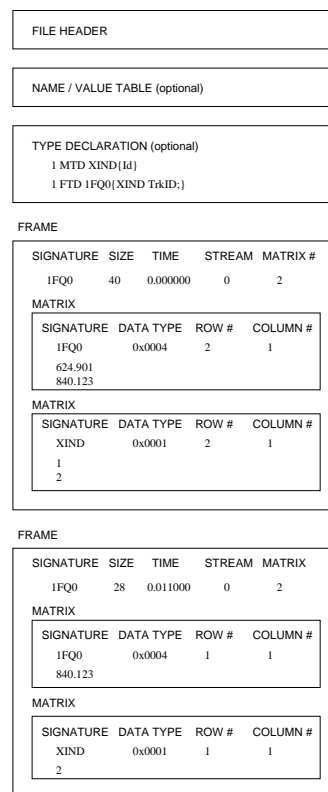 FILE HEADER
NAME / VALUE TABLE (optional)
TYPE DECLARATION (optional)
1 MTD XIND{Id}
1 FTD 1FQ0{XIND TrkID;}
FRAME
SIGNATURE SIZE TIME STREAM MATRIX #
1FQ0 40 0.000000 0 2
MATRIX
SIGNATURE DATA TYPE ROW # COLUMN #
1FQ0 0x0004 2 1
624.901
840.123
MATRIX
SIGNATURE DATA TYPE ROW # COLUMN #
XIND 0x0001 2 1
1
2
FRAME
SIGNATURE SIZE TIME STREAM MATRIX
1FQ0 28 0.011000 0 2
MATRIX
SIGNATURE DATA TYPE ROW # COLUMN #
1FQ0 0x0004 1 1
840.123
MATRIX
SIGNATURE DATA TYPE ROW # COLUMN #
XIND 0x0001 1 1
2